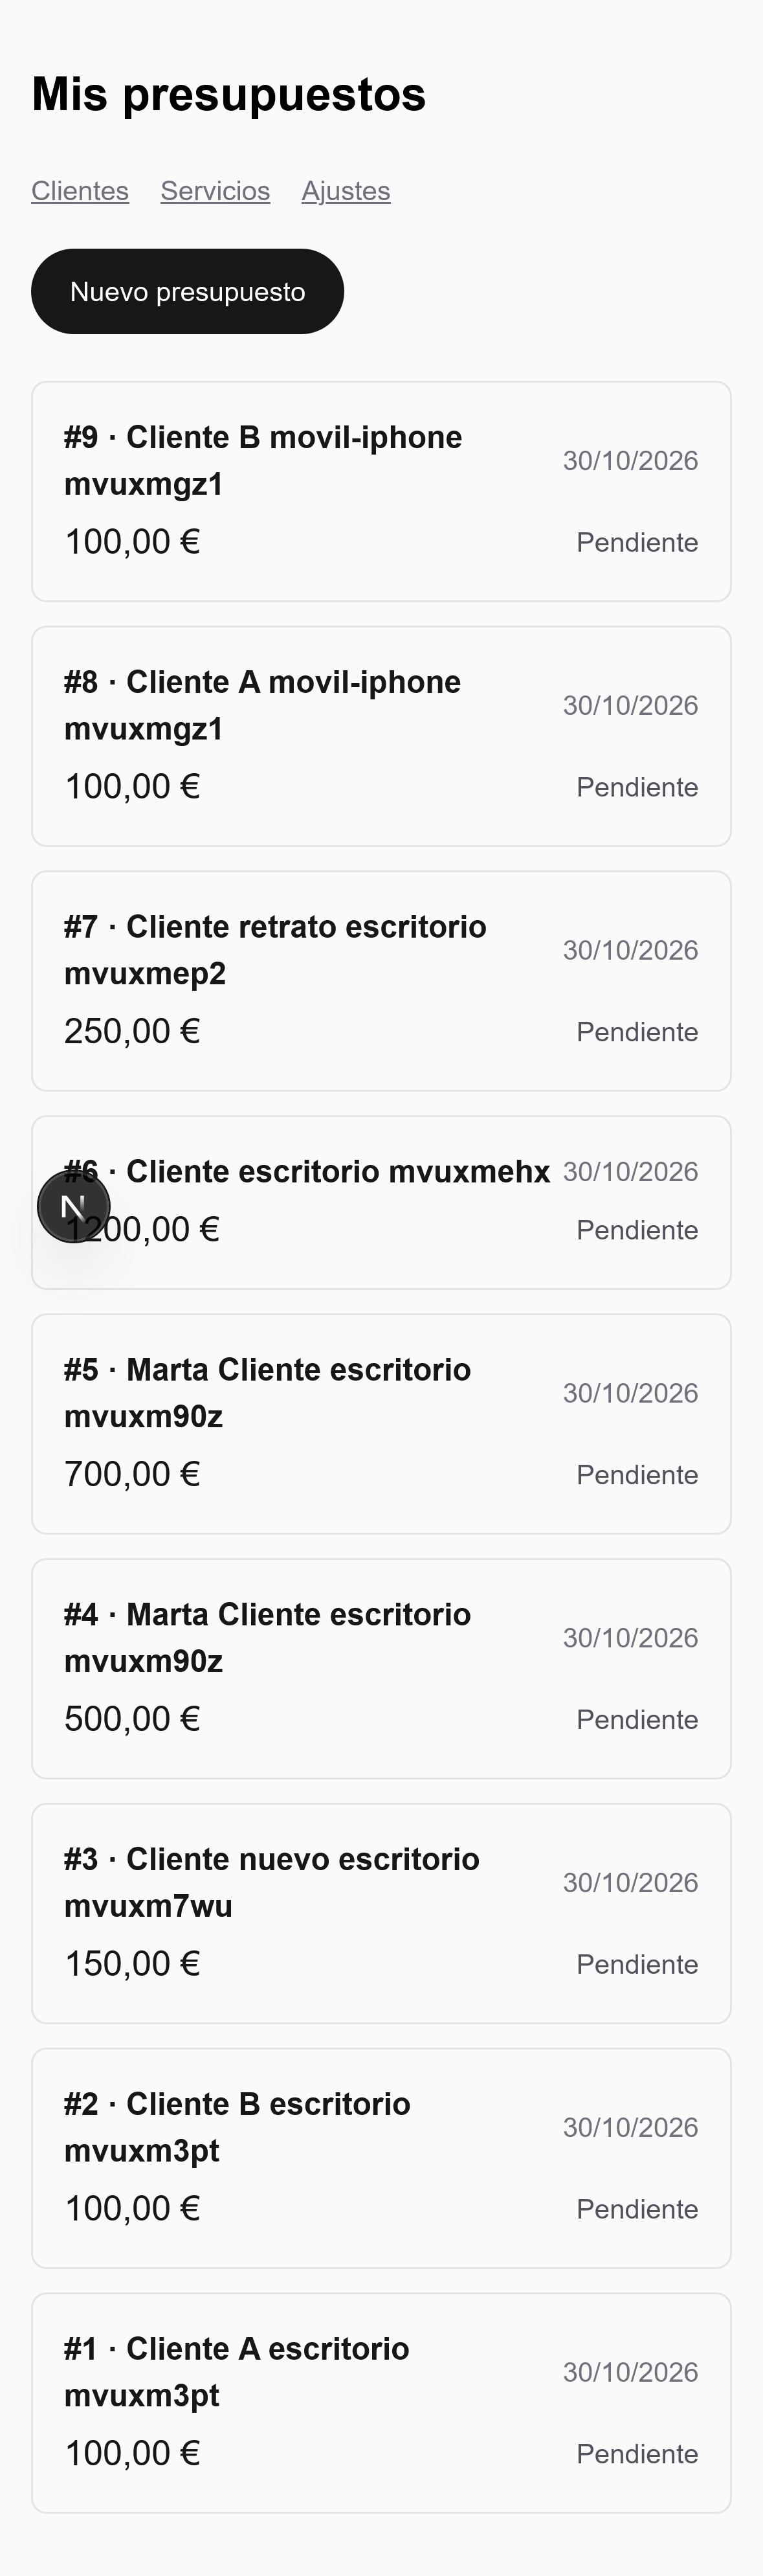 Mis presupuestos
Clientes Servicios Ajustes
Nuevo presupuesto
#9 · Cliente B movil-iphone
mvuxmgz1
30/10/2026
100,00 €
Pendiente
#8 · Cliente A movil-iphone
mvuxmgz1
30/10/2026
100,00 €
Pendiente
#7 · Cliente retrato escritorio
mvuxmep2
30/10/2026
250,00 €
Pendiente
#6 · Cliente escritorio mvuxmehx
30/10/2026
N
1200,00 €
Pendiente
#5 · Marta Cliente escritorio
mvuxm90z
30/10/2026
700,00 €
Pendiente
#4 · Marta Cliente escritorio
mvuxm90z
30/10/2026
500,00 €
Pendiente
#3 · Cliente nuevo escritorio
mvuxm7wu
30/10/2026
150,00 €
Pendiente
#2 · Cliente B escritorio
mvuxm3pt
30/10/2026
100,00 €
Pendiente
#1 · Cliente A escritorio
mvuxm3pt
30/10/2026
100,00 €
Pendiente